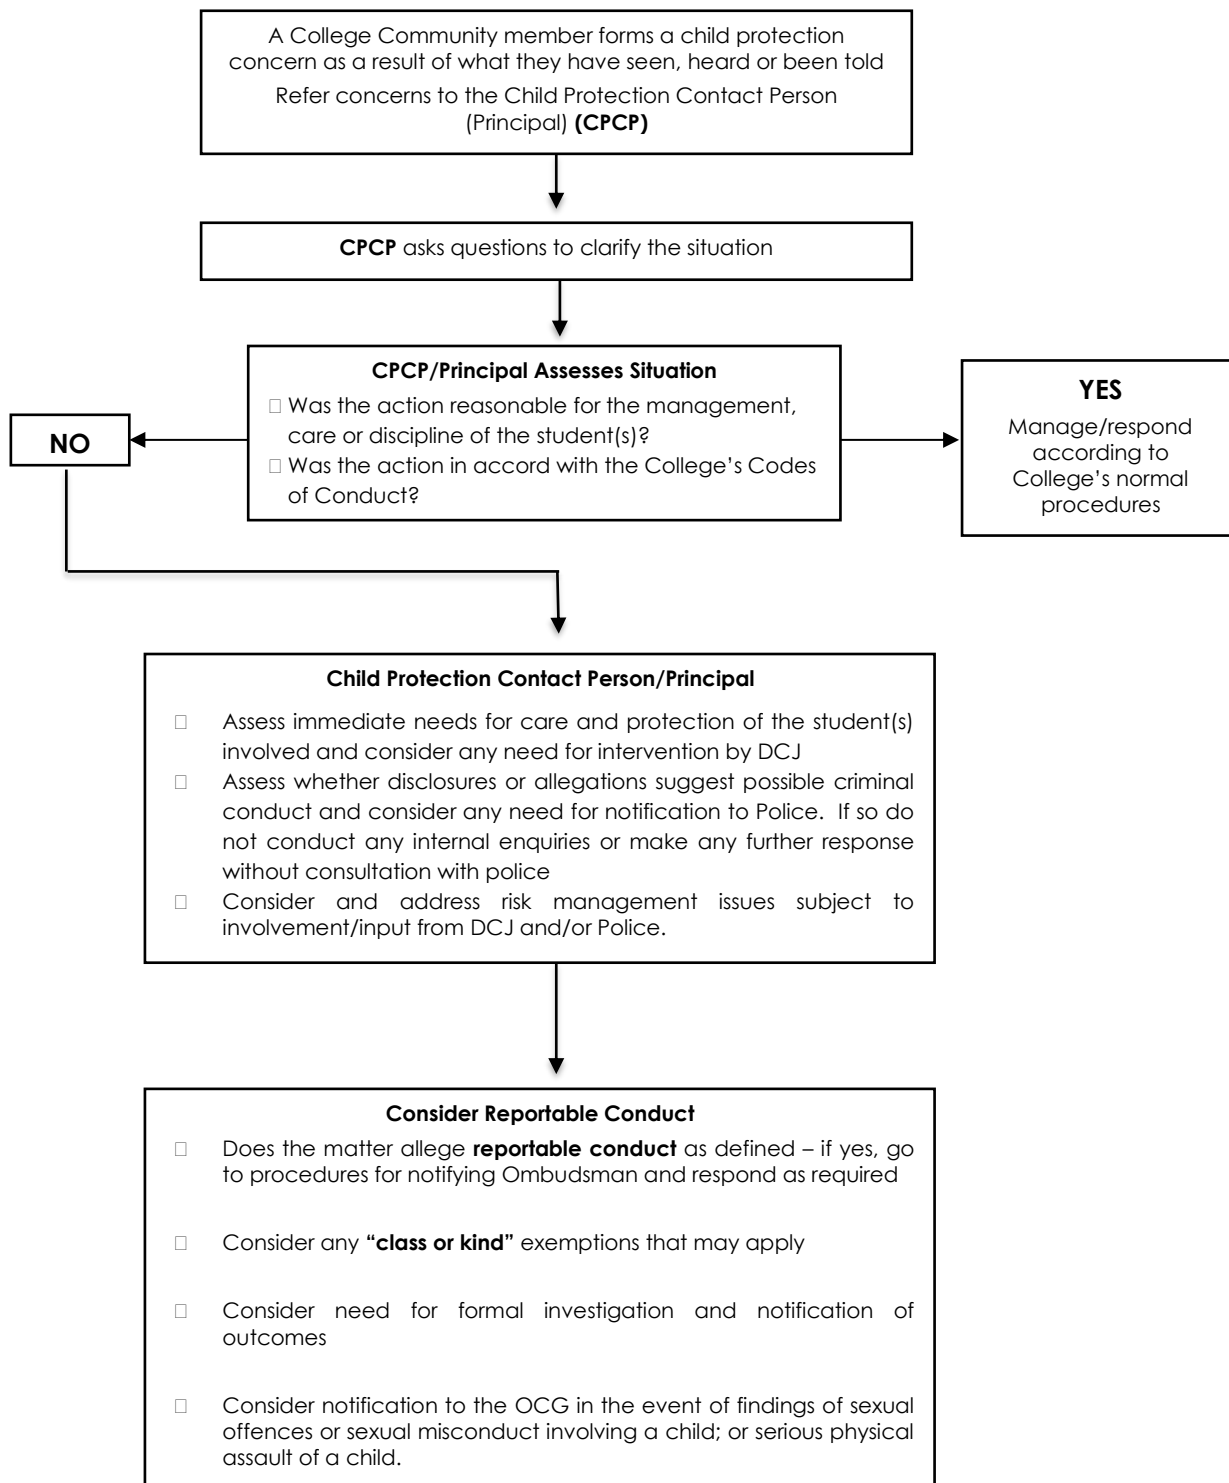 A College Community member forms a child protection
concern as a result of what they have seen, heard or been told
Refer concerns to the Child Protection Contact Person
(Principal) (CPCP)
CPCP asks questions to clarify the situation
CPCP/Principal Assesses Situation
□ Was the action reasonable for the management,
care or discipline of the student(s)?
□ Was the action in accord with the College’s Codes
of Conduct?
NO
YES
Manage/respond
according to
College’s normal
procedures
Child Protection Contact Person/Principal
□ Assess immediate needs for care and protection of the student(s)
involved and consider any need for intervention by DCJ
□ Assess whether disclosures or allegations suggest possible criminal
conduct and consider any need for notification to Police. If so do
not conduct any internal enquiries or make any further response
without consultation with police
□ Consider and address risk management issues subject to
involvement/input from DCJ and/or Police.
Consider Reportable Conduct
□ Does the matter allege reportable conduct as defined – if yes, go
to procedures for notifying Ombudsman and respond as required
□ Consider any “class or kind” exemptions that may apply
□ Consider need for formal investigation and notification of
outcomes
□ Consider notification to the OCG in the event of findings of sexual
offences or sexual misconduct involving a child; or serious physical
assault of a child.